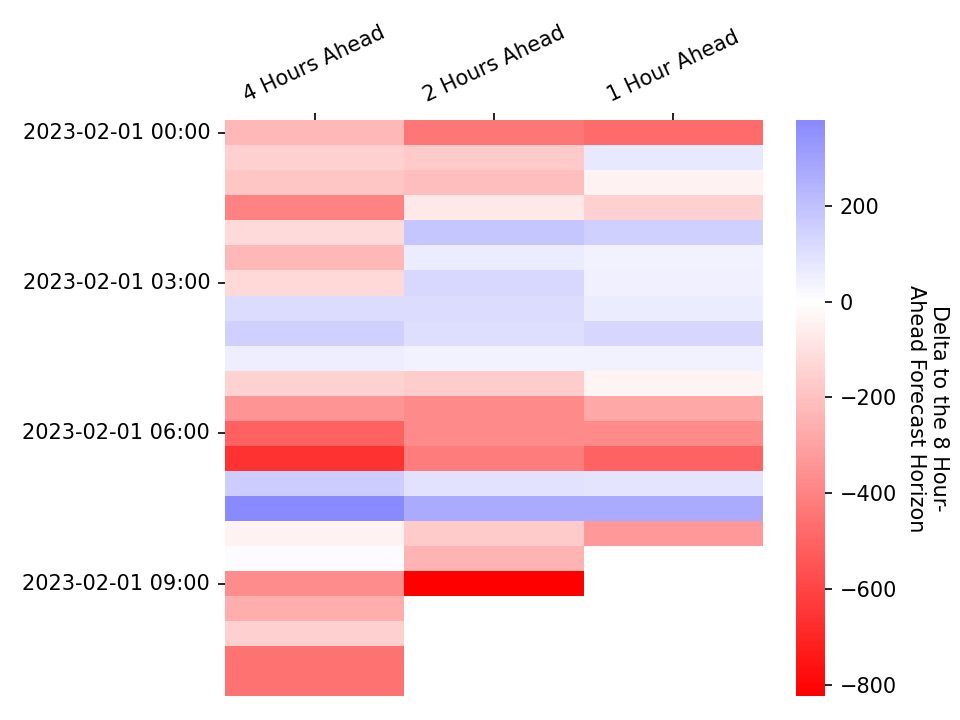 4 Hours Ahead
2 Hours Ahead
1 Hour Ahead
2023-02-01 00:00
2023-02-01 03:00
2023-02-01 06:00
2023-02-01 09:00
200
0
−200
−400
−600
−800
Delta to the 8 Hour-
Ahead Forecast Horizon